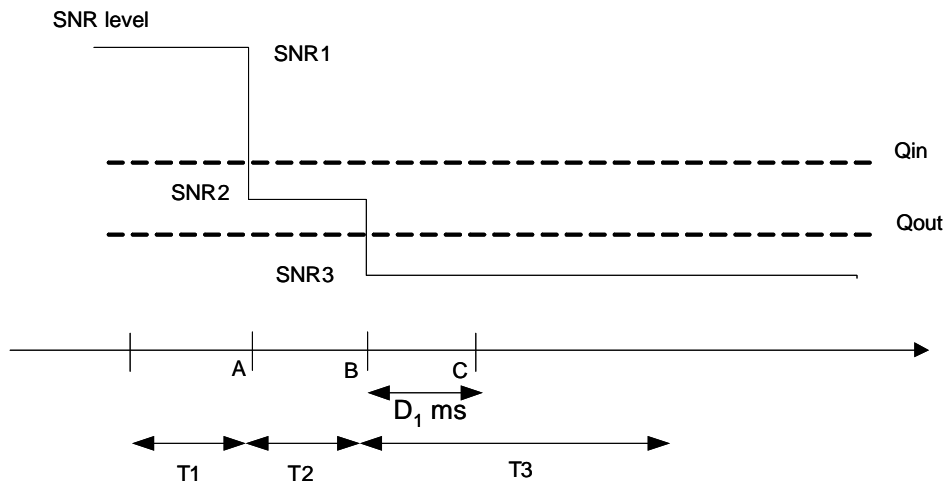 SNR level
SNR1
Qin
SNR2
Qout
SNR3
A B C
D₁ ms
T1 T2 T3